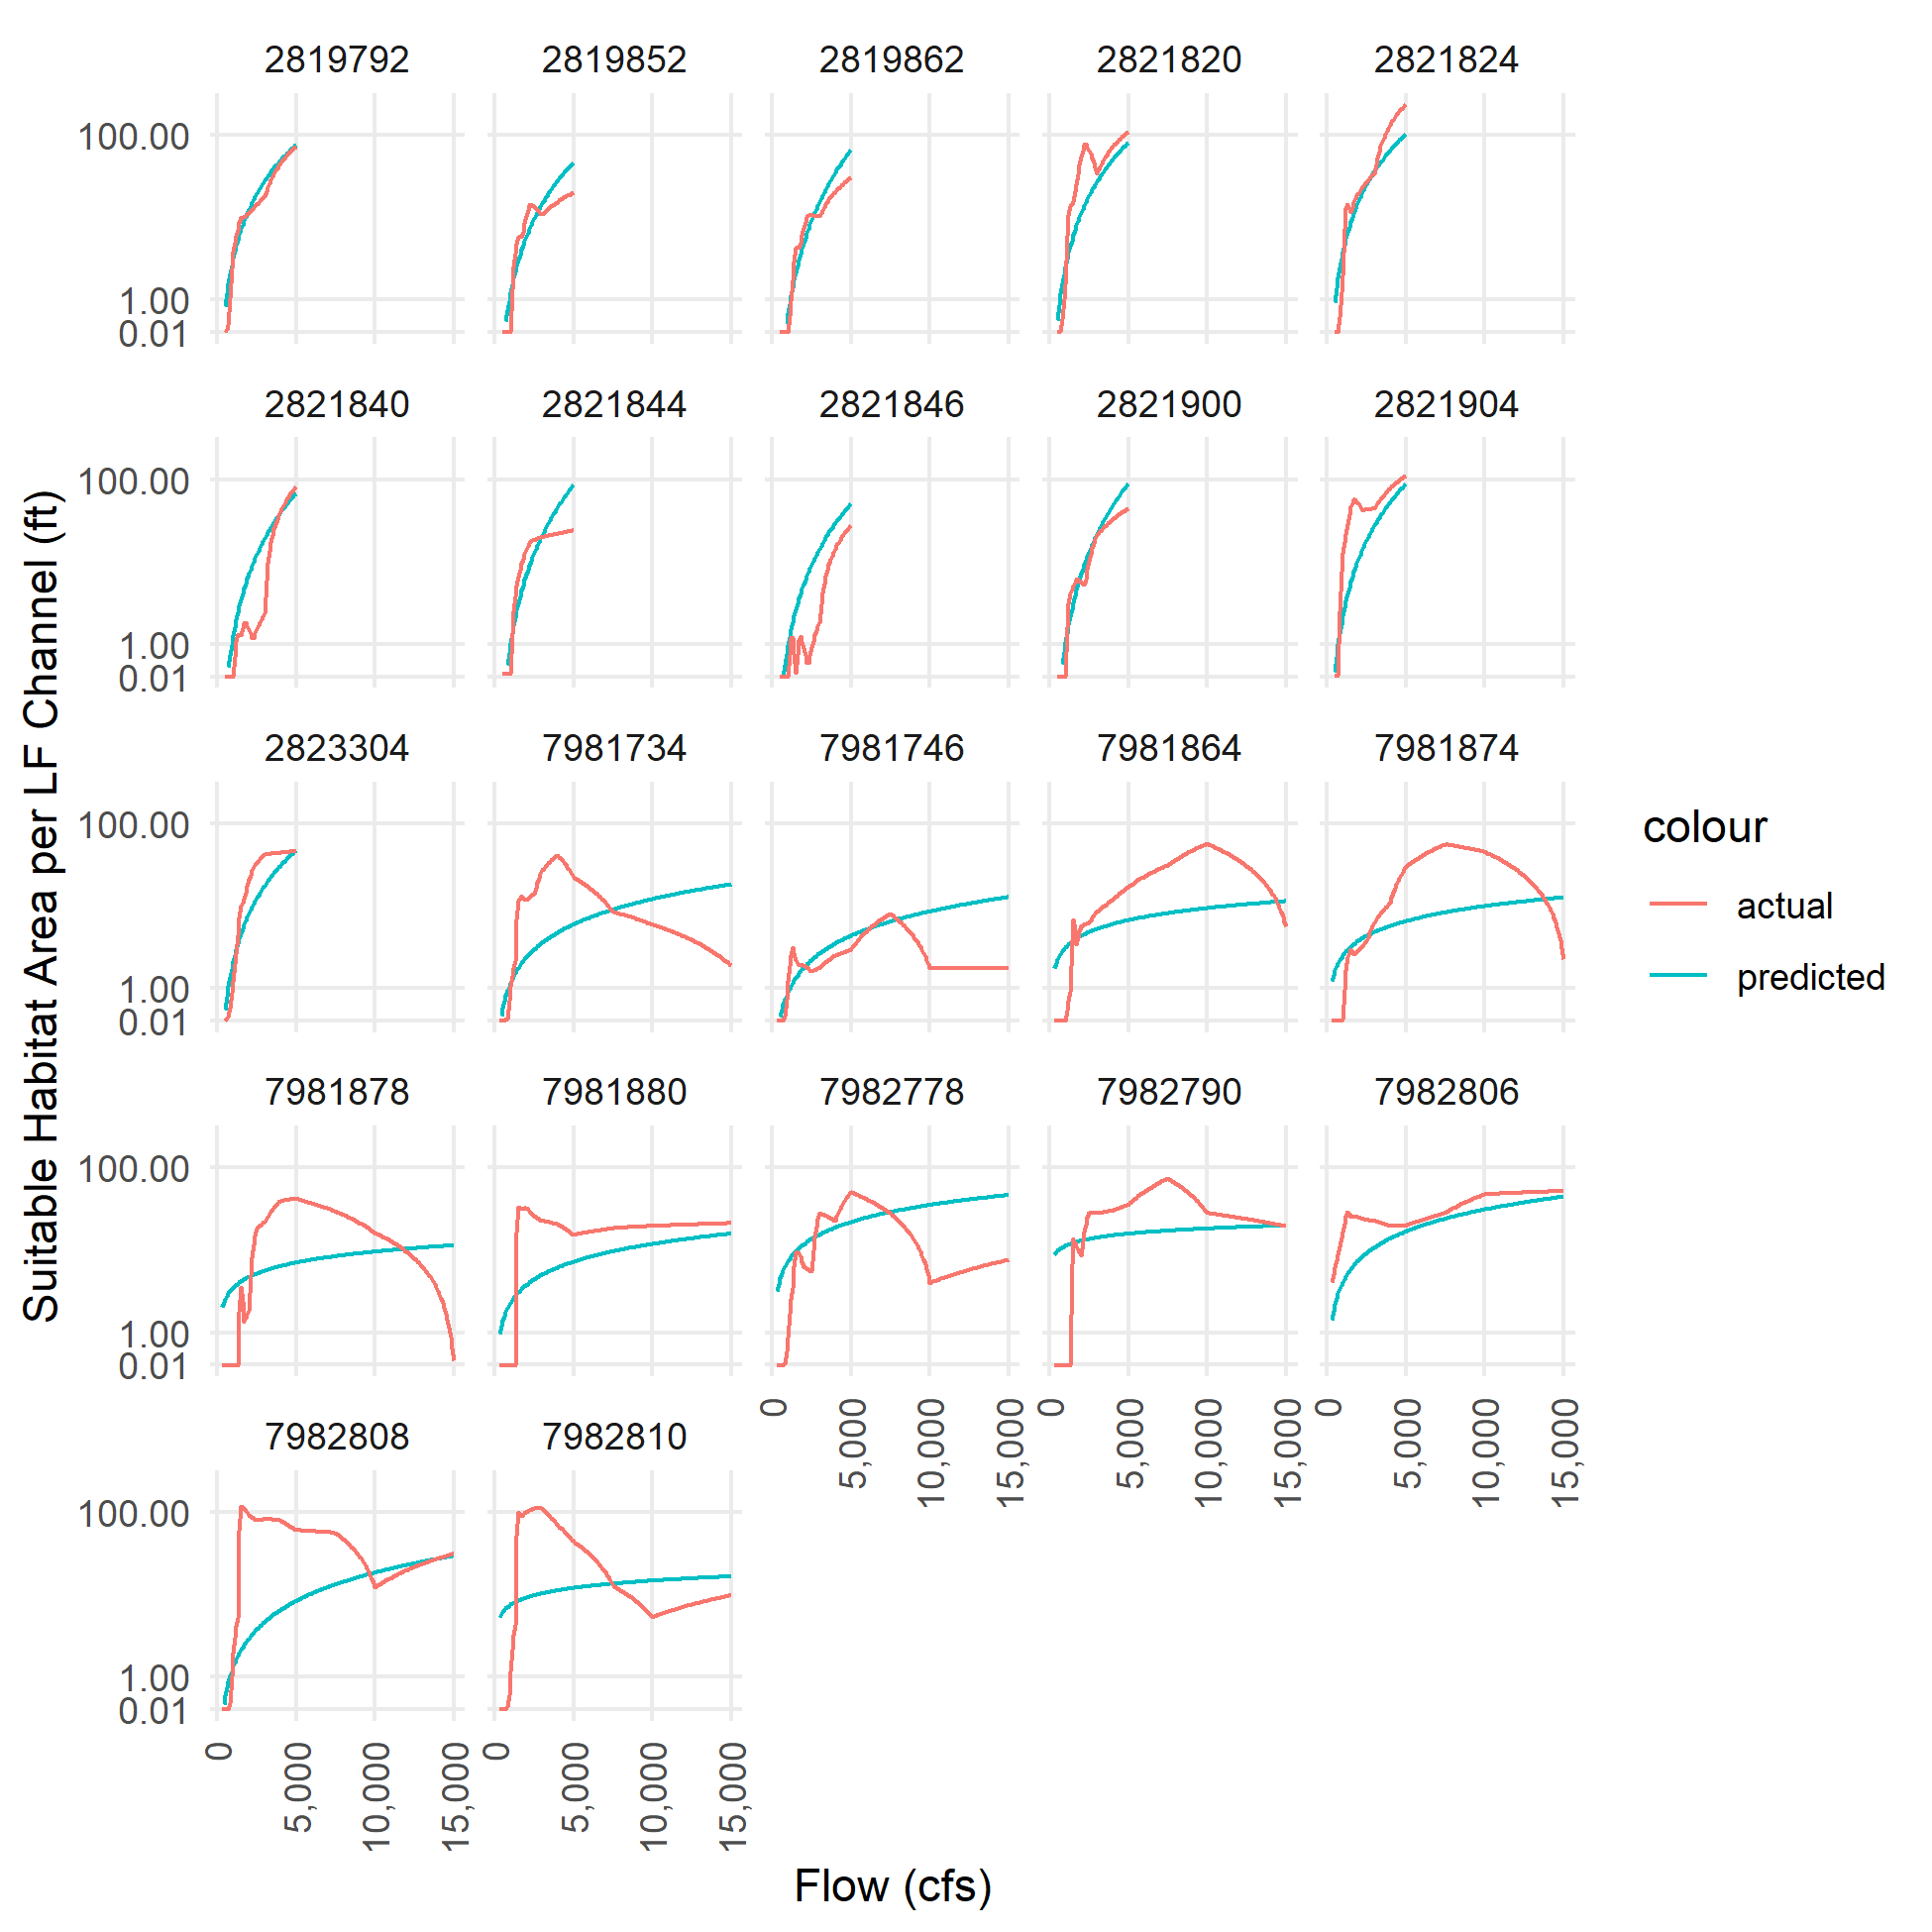 2819792 2819852 2819862 2821820 2821824
100.00
1.00
0.01
2821840 2821844 2821846 2821900 2821904
100.00
1.00
0.01
2823304 7981734 7981746 7981864 7981874
100.00
1.00
0.01
7981878 7981880 7982778 7982790 7982806
100.00
1.00
0.01
0 5,000 10,000 15,000 0 5,000 10,000 15,000 0 5,000 10,000 15,000
7982808 7982810
100.00
1.00
0.01
0 5,000 10,000 15,000 0 5,000 10,000 15,000
Flow (cfs)
Suitable Habitat Area per LF Channel (ft)
colour
actual
predicted